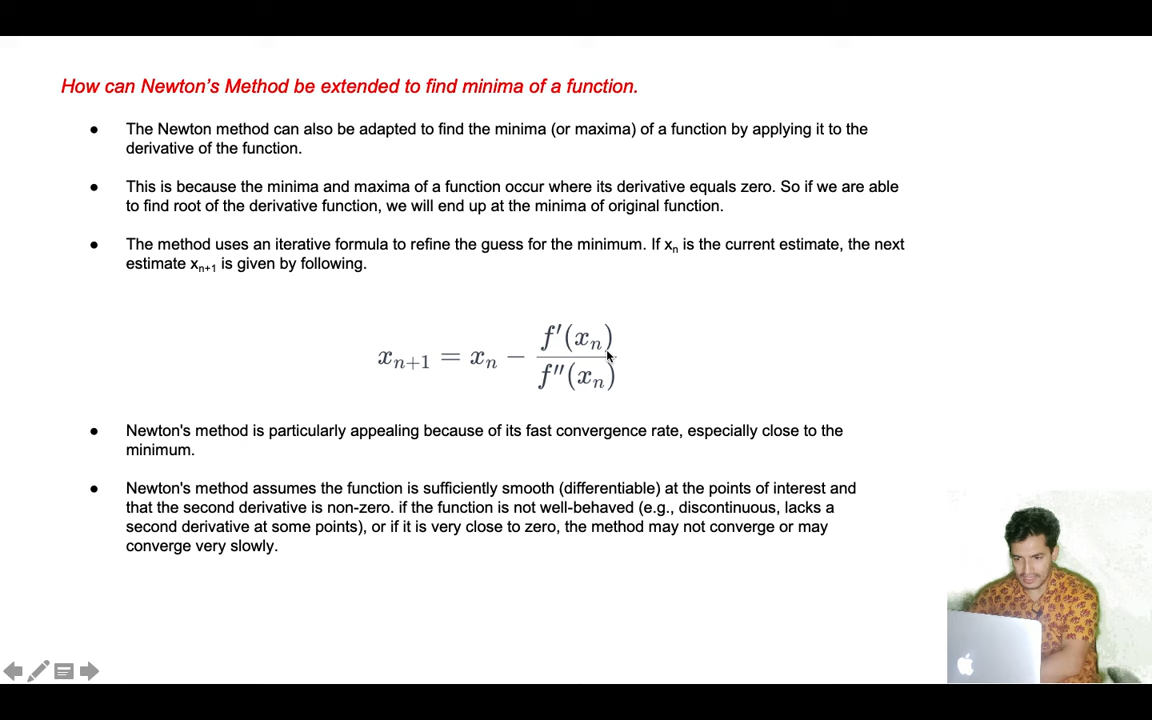 How can Newton's Method be extended to find minima of a function.
● The Newton method can also be adapted to find the minima (or maxima) of a function by applying it to the
derivative of the function.
● This is because the minima and maxima of a function occur where its derivative equals zero. So if we are able
to find root of the derivative function, we will end up at the minima of original function.
● The method uses an iterative formula to refine the guess for the minimum. If xₙ is the current estimate, the next
estimate xₙ₊₁ is given by following.
xₙ₊₁ = xₙ − f′(xₙ) / f″(xₙ)
● Newton's method is particularly appealing because of its fast convergence rate, especially close to the
minimum.
● Newton's method assumes the function is sufficiently smooth (differentiable) at the points of interest and
that the second derivative is non-zero. if the function is not well-behaved (e.g., discontinuous, lacks a
second derivative at some points), or if it is very close to zero, the method may not converge or may
converge very slowly.